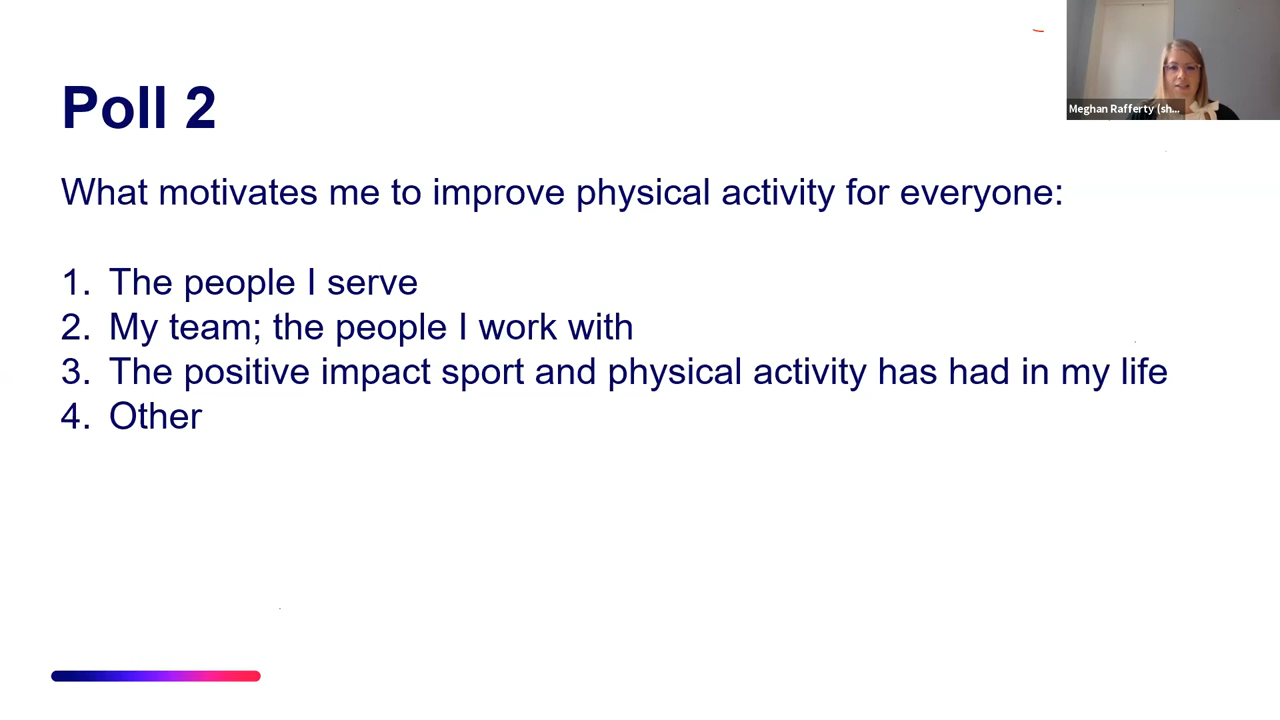 Poll 2
What motivates me to improve physical activity for everyone:
1. The people I serve
2. My team; the people I work with
3. The positive impact sport and physical activity has had in my life
4. Other
Meghan Rafferty (sh...